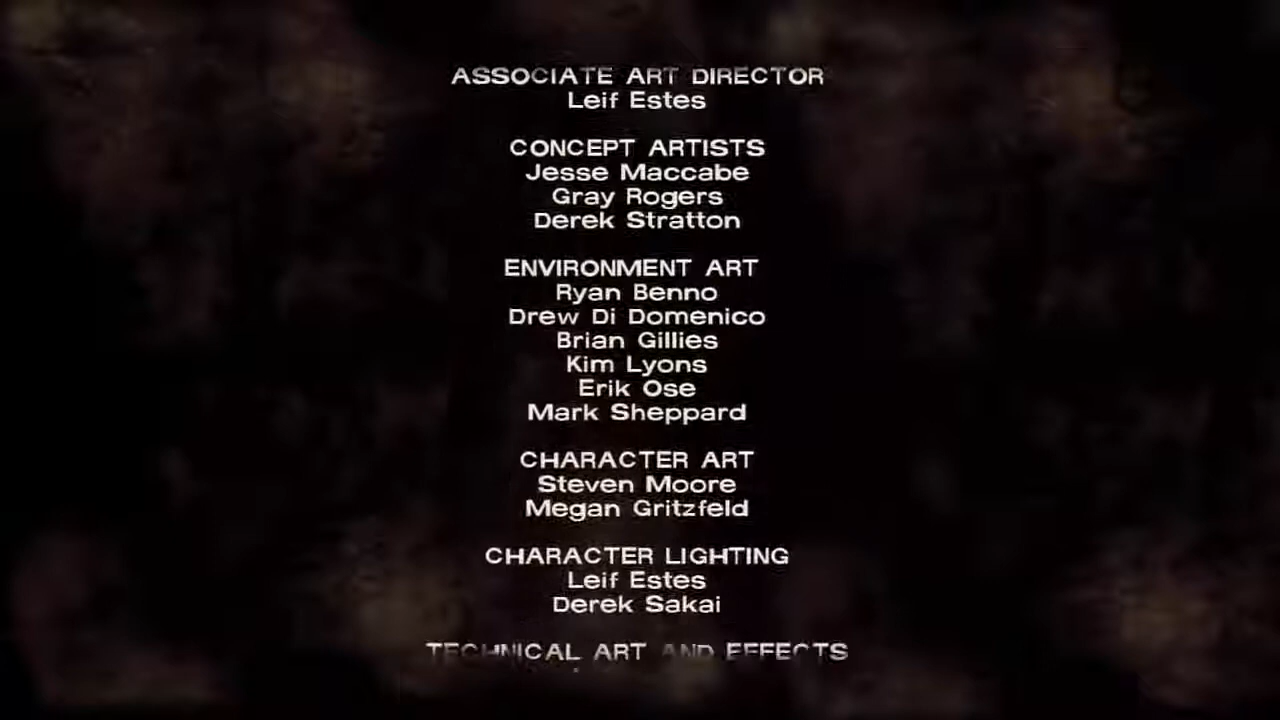 ASSOCIATE ART DIRECTOR
Leif Estes
CONCEPT ARTISTS
Jesse Maccabe
Gray Rogers
Derek Stratton
ENVIRONMENT ART
Ryan Benno
Drew Di Domenico
Brian Gillies
Kim Lyons
Erik Ose
Mark Sheppard
CHARACTER ART
Steven Moore
Megan Gritzfeld
CHARACTER LIGHTING
Leif Estes
Derek Sakai
TECHNICAL ART AND EFFECTS